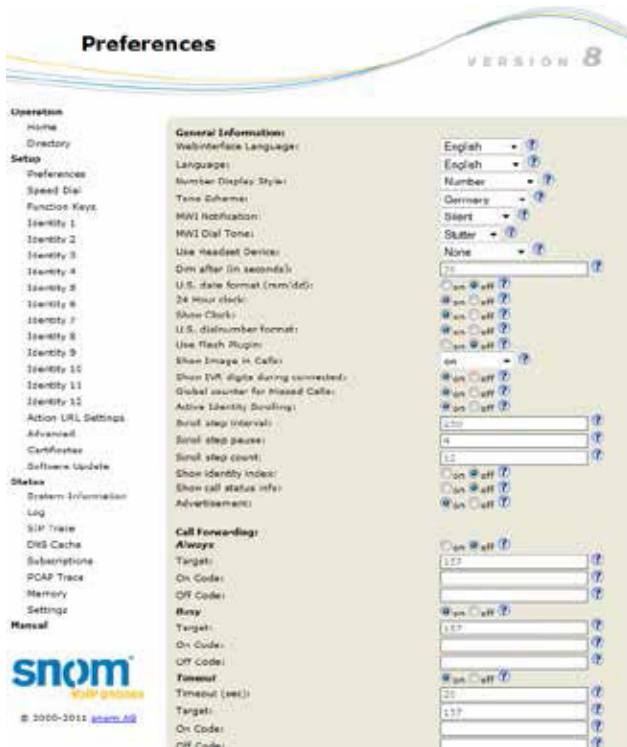 Preferences
VERSION 8
Operation
Home
Directory
Setup
Preferences
Speed Dial
Function Keys
Identity 1
Identity 2
Identity 3
Identity 4
Identity 5
Identity 6
Identity 7
Identity 8
Identity 9
Identity 10
Identity 11
Identity 12
Action URL Settings
Advanced
Certificates
Software Update
Status
System Information
Log
SIP Trace
DNS Cache
Subscriptions
PCAP Trace
Memory
Settings
Manual
snom
VoIP phones
© 2000-2011 snom AG
General Information:
Webinterface Language: English
Language: English
Number Display Style: Number
Tone Scheme: Germany
MWI Notification: Silent
MWI Dial Tone: Stutter
Use Headset Device: None
Dim after (in seconds):
U.S. date format (mm/dd): on off
24 Hour clock: on off
Show Clock: on off
U.S. dialnumber format: on off
Use Flash Plugin: on off
Show Image in Calls: on
Show IVR digits during connected: on off
Global counter for Missed Calls: on off
Active Identity Scrolling: on off
Scroll step interval:
Scroll step pause: 4
Scroll step count: 12
Show identity index: on off
Show call status info: on off
Advertisement: on off
Call Forwarding:
Always on off
Target: 157
On Code:
Off Code:
Busy on off
Target: 157
On Code:
Off Code:
Timeout on off
Timeout (sec): 20
Target: 157
On Code:
Off Code: